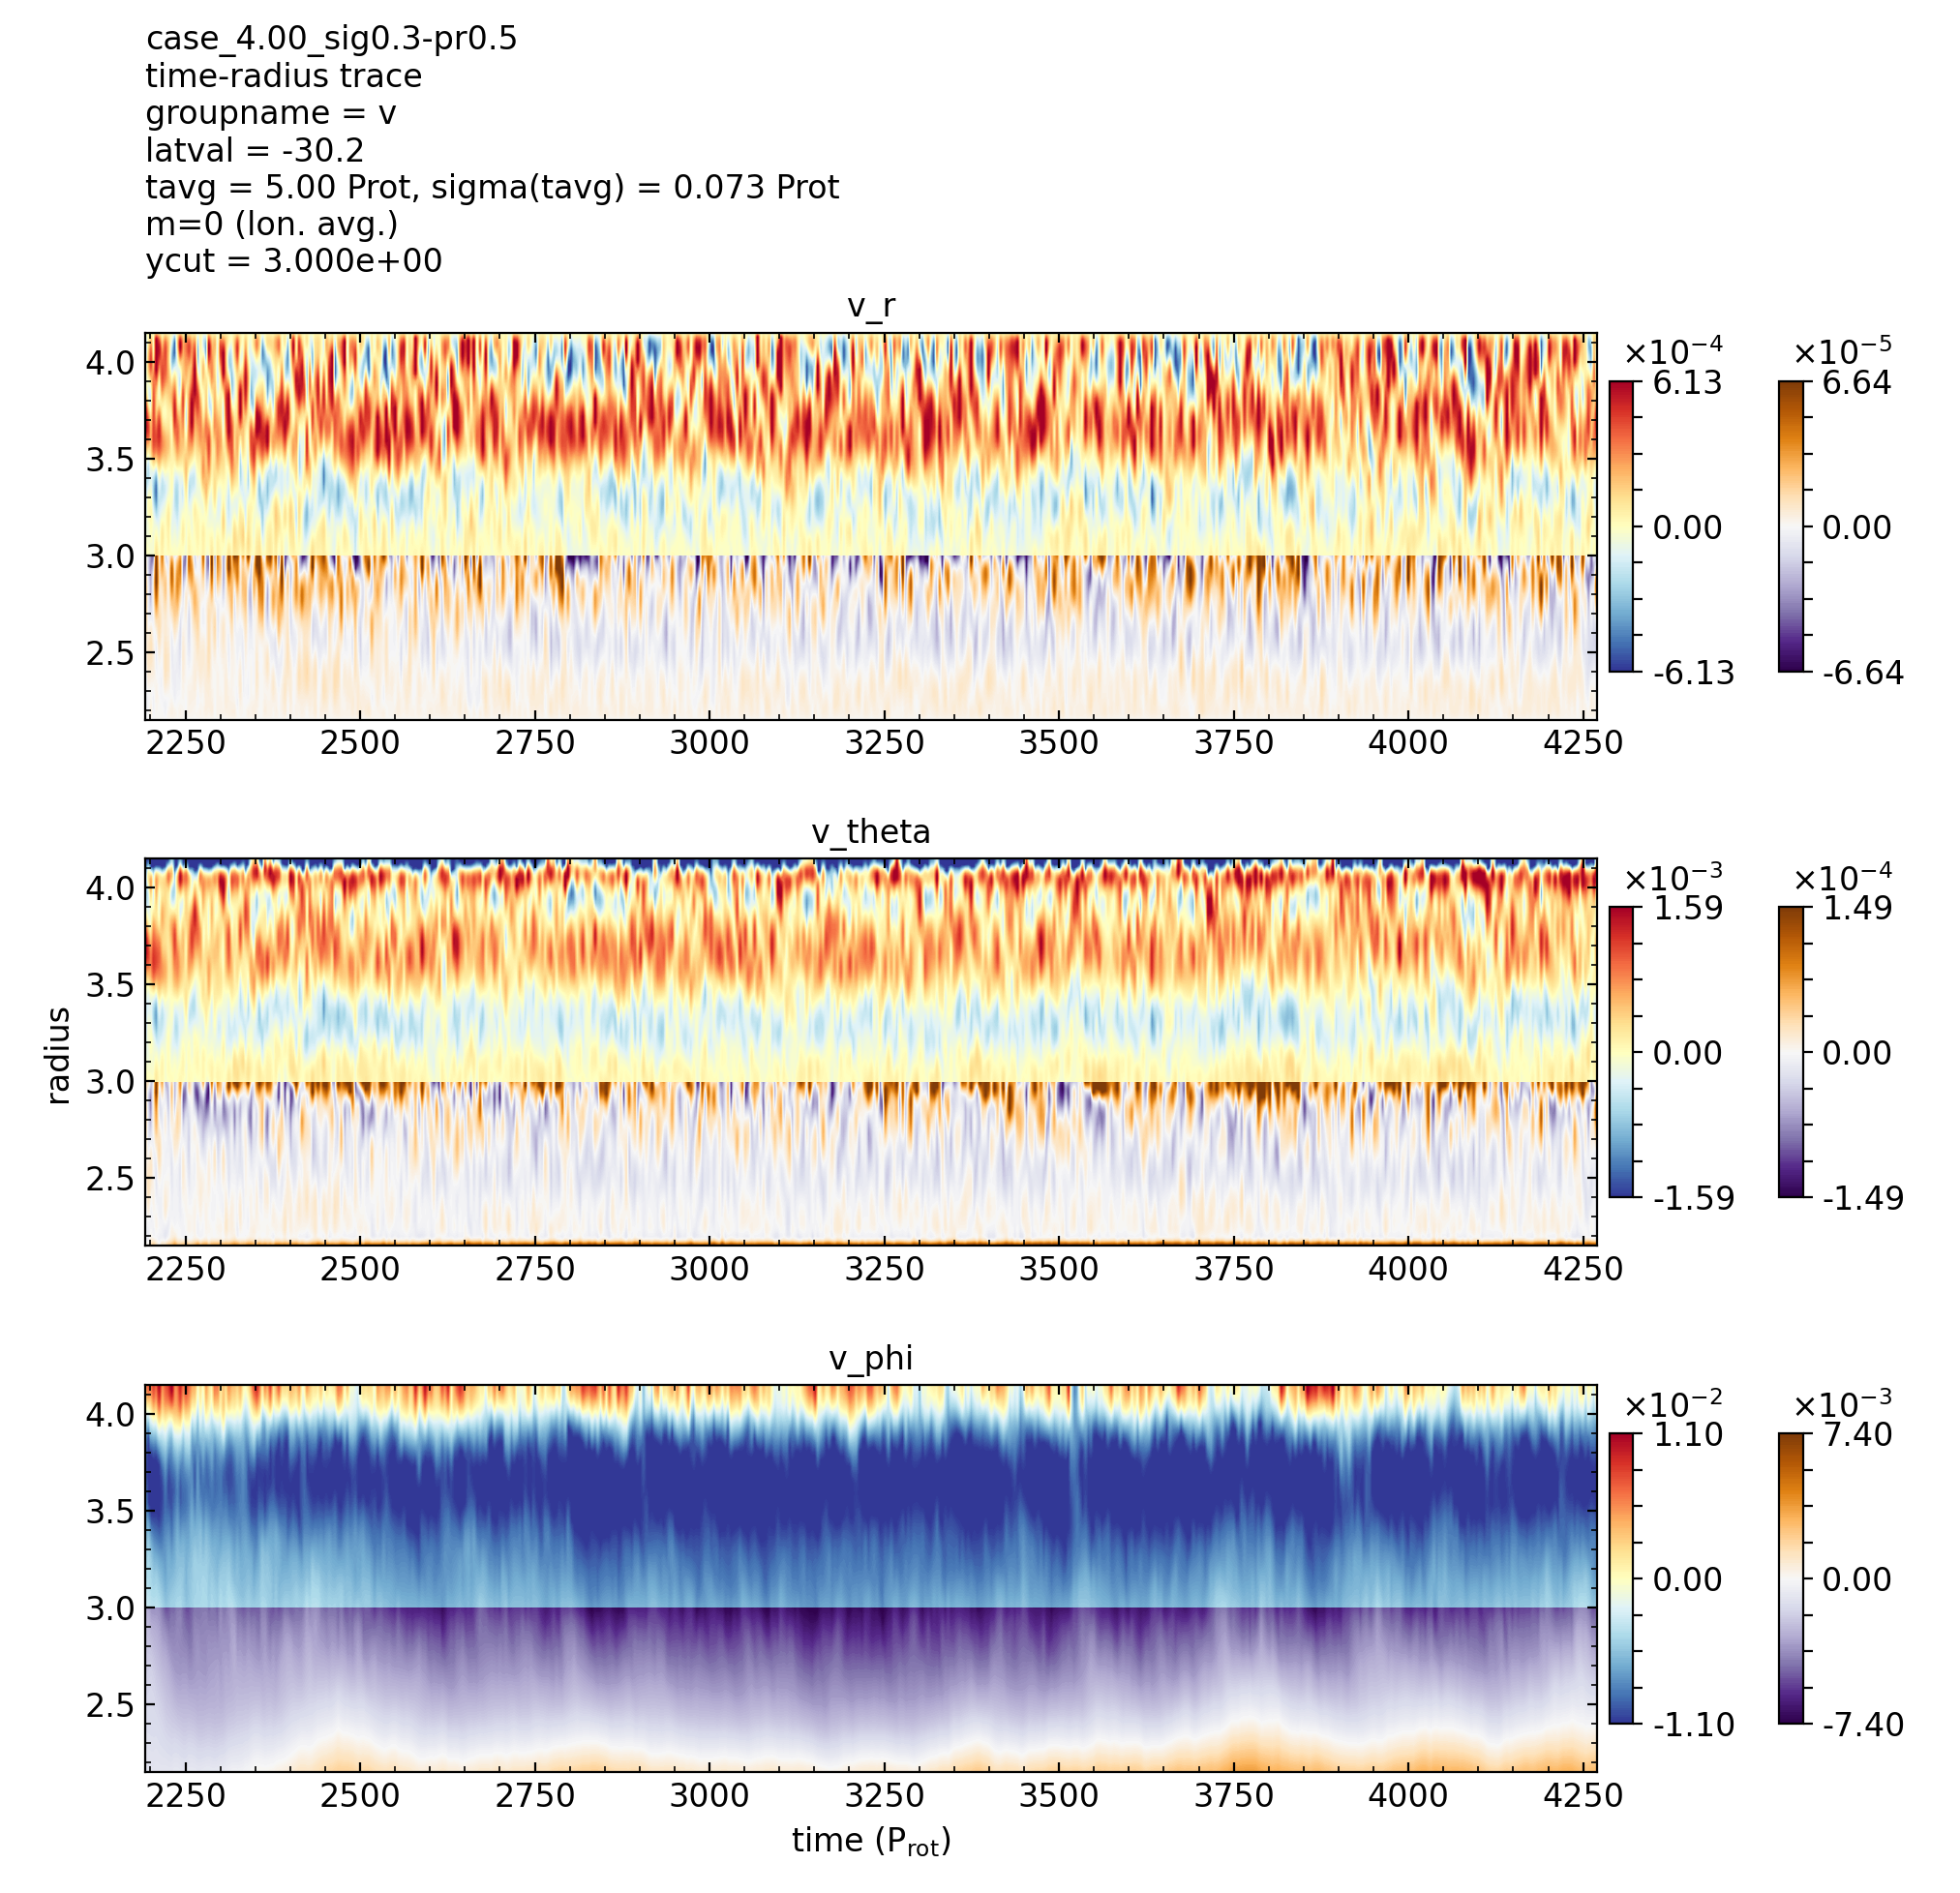 case_4.00_sig0.3-pr0.5
time-radius trace
groupname = v
latval = -30.2
tavg = 5.00 Prot, sigma(tavg) = 0.073 Prot
m=0 (lon. avg.)
ycut = 3.000e+00
v_r
4.0
3.5
3.0
2.5
2250 2500 2750 3000 3250 3500 3750 4000 4250
×10⁻⁴
6.13
0.00
-6.13
×10⁻⁵
6.64
0.00
-6.64
v_theta
radius
4.0
3.5
3.0
2.5
2250 2500 2750 3000 3250 3500 3750 4000 4250
×10⁻³
1.59
0.00
-1.59
×10⁻⁴
1.49
0.00
-1.49
v_phi
4.0
3.5
3.0
2.5
2250 2500 2750 3000 3250 3500 3750 4000 4250
time (P_rot)
×10⁻²
1.10
0.00
-1.10
×10⁻³
7.40
0.00
-7.40